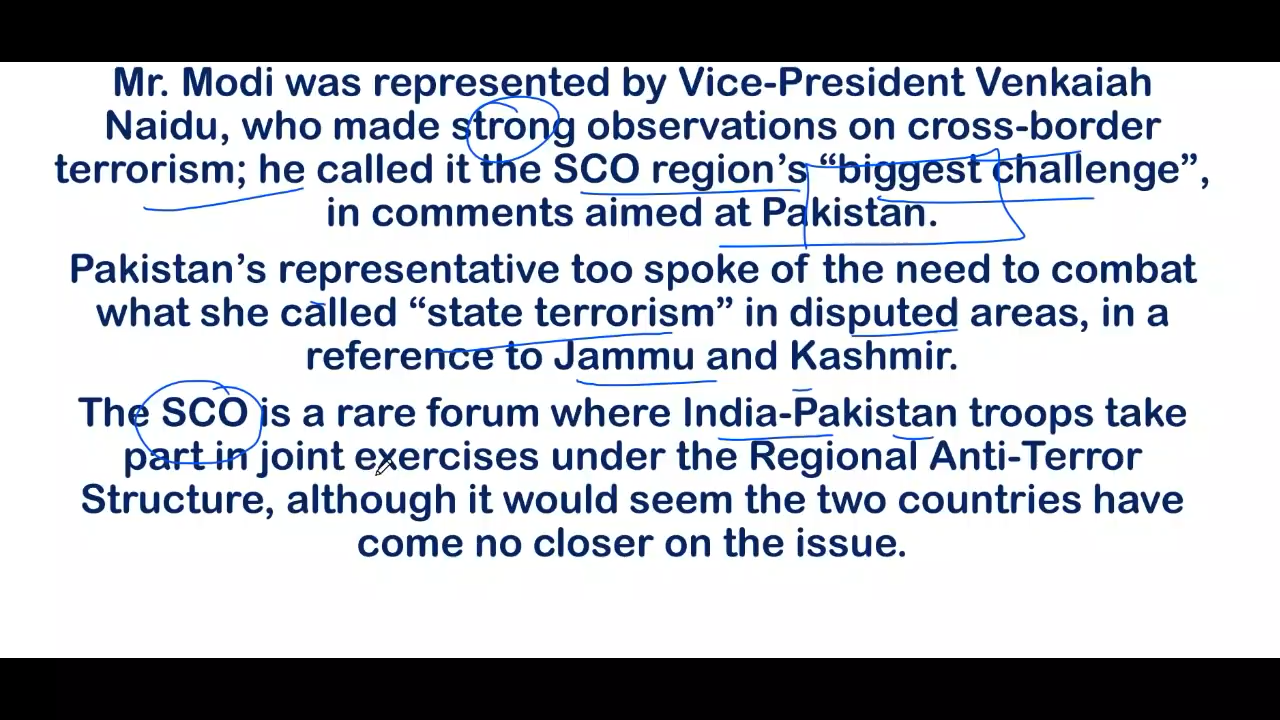 Mr. Modi was represented by Vice-President Venkaiah
Naidu, who made strong observations on cross-border
terrorism; he called it the SCO region’s “biggest challenge”,
in comments aimed at Pakistan.
Pakistan’s representative too spoke of the need to combat
what she called “state terrorism” in disputed areas, in a
reference to Jammu and Kashmir.
The SCO is a rare forum where India-Pakistan troops take
part in joint exercises under the Regional Anti-Terror
Structure, although it would seem the two countries have
come no closer on the issue.